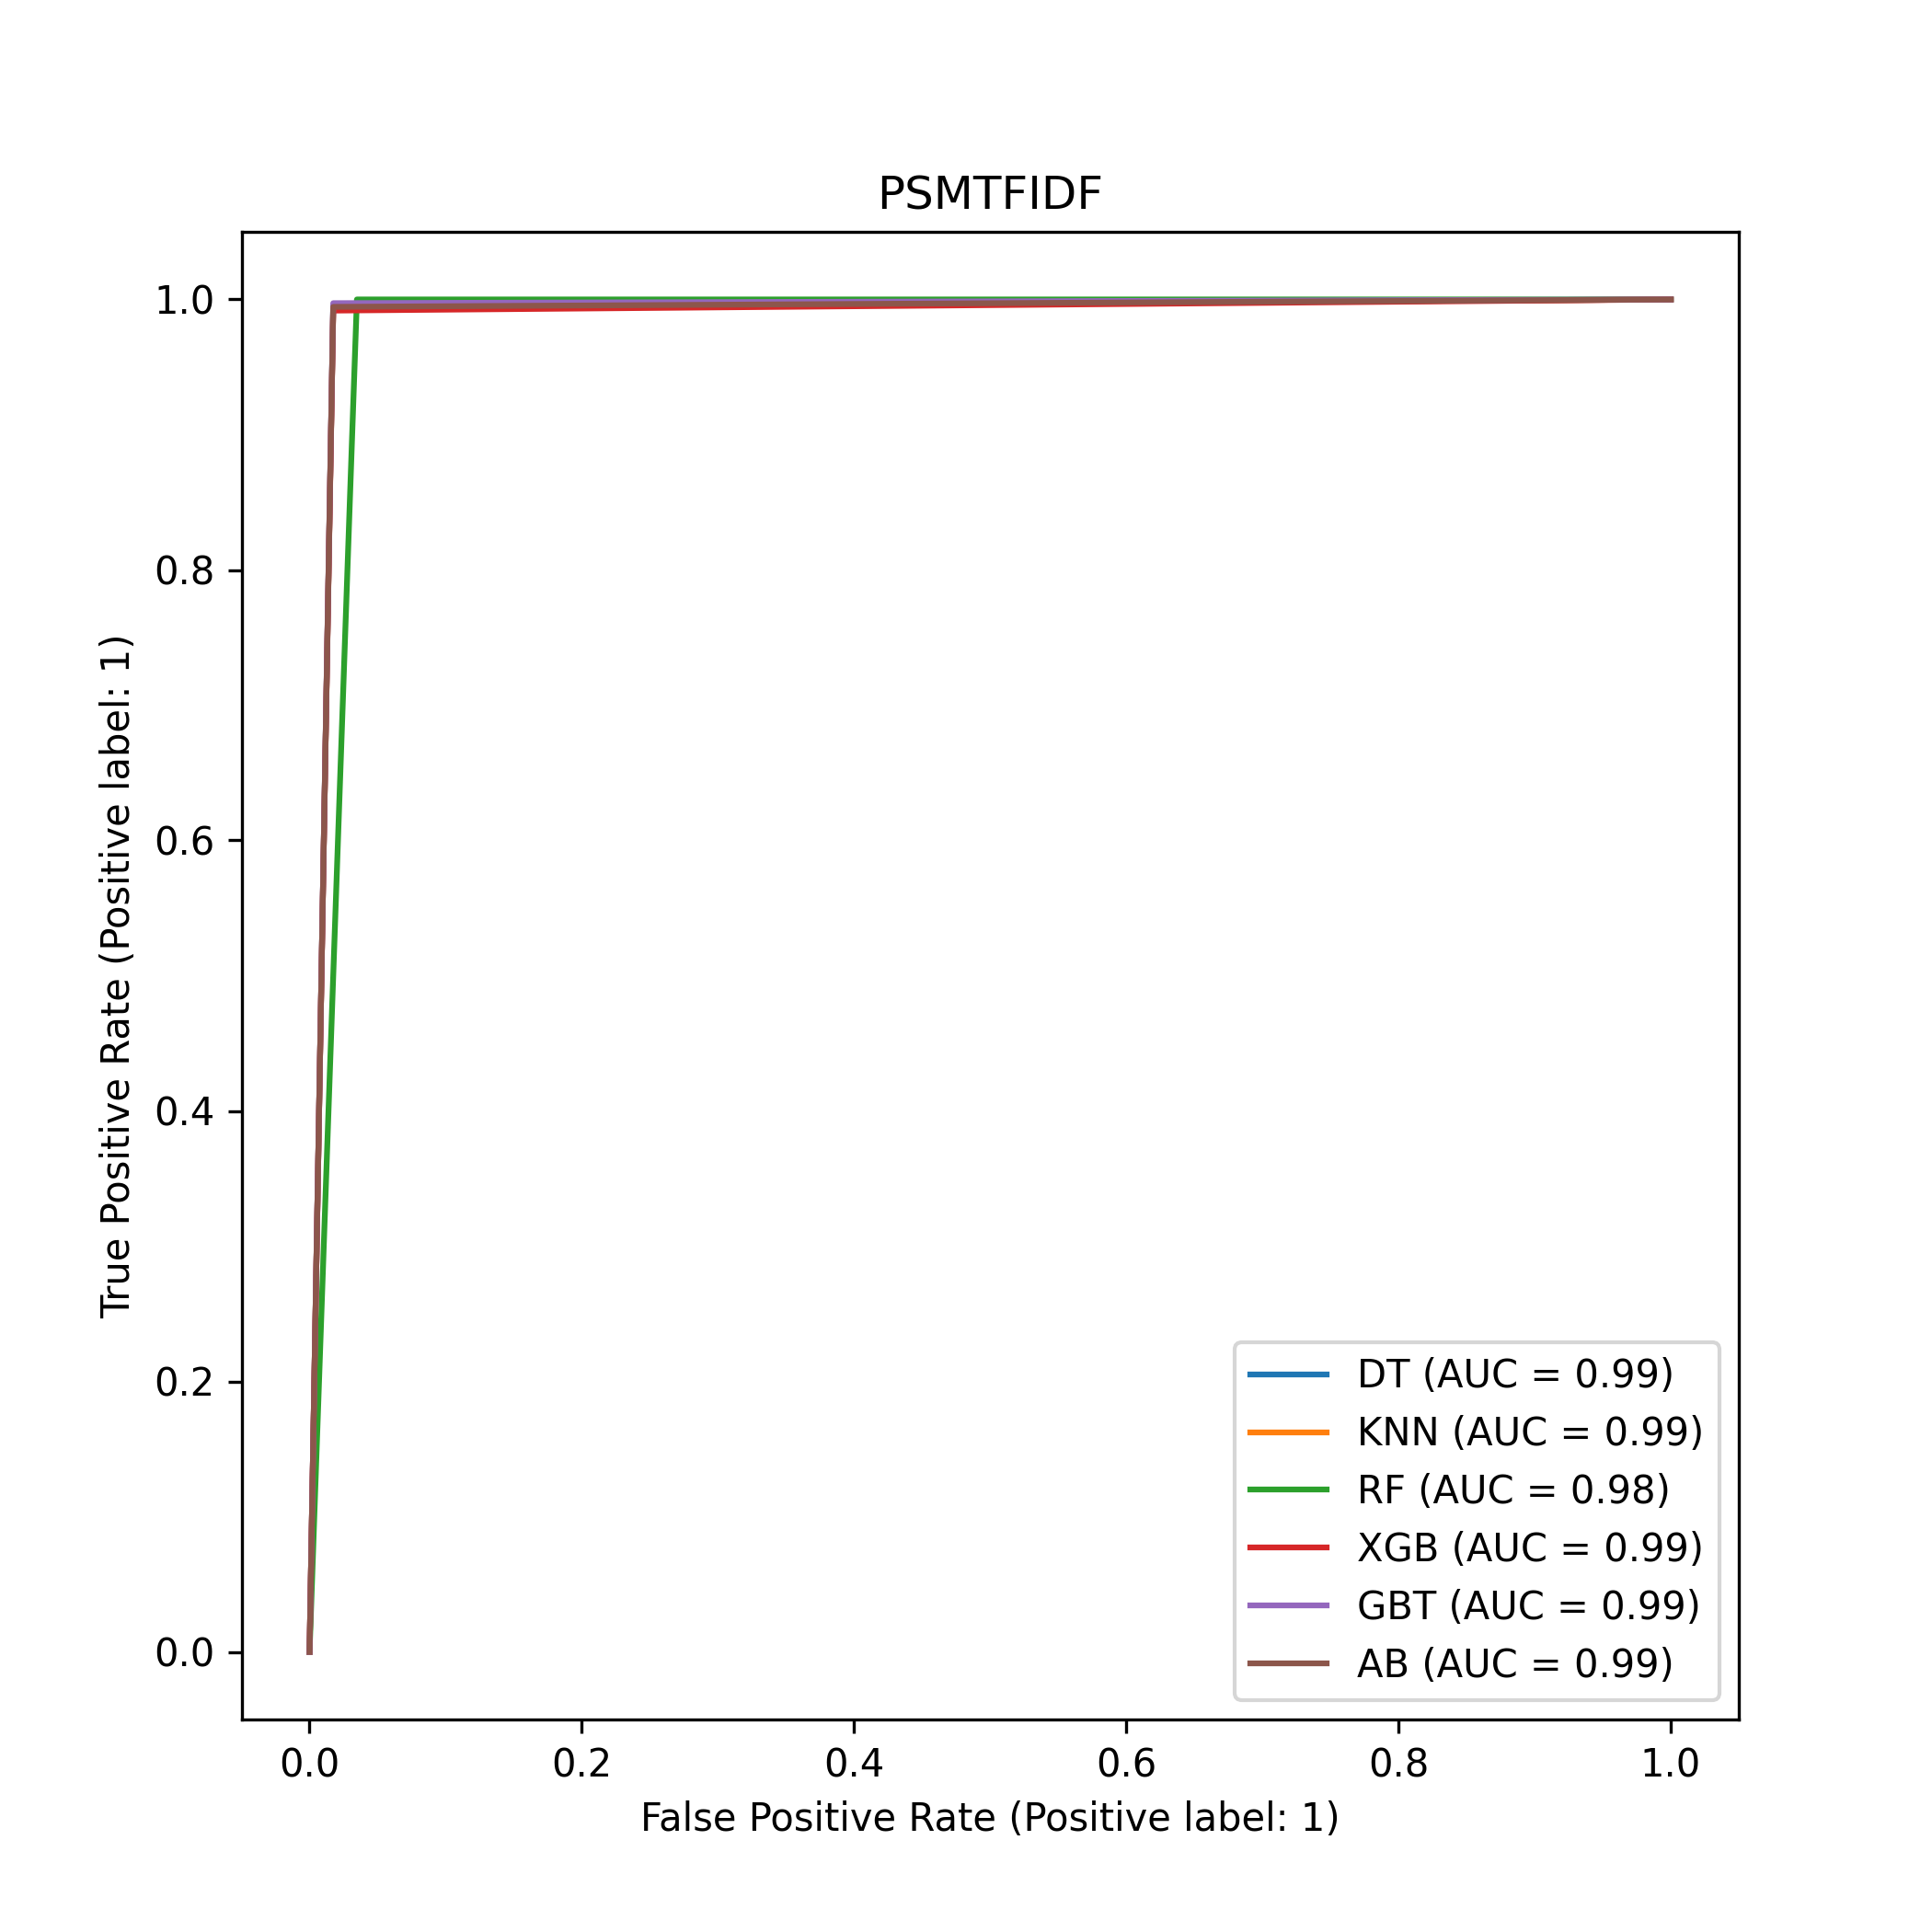 PSMTFIDF
1.0
0.8
0.6
0.4
0.2
0.0
True Positive Rate (Positive label: 1)
DT (AUC = 0.99)
KNN (AUC = 0.99)
RF (AUC = 0.98)
XGB (AUC = 0.99)
GBT (AUC = 0.99)
AB (AUC = 0.99)
0.0 0.2 0.4 0.6 0.8 1.0
False Positive Rate (Positive label: 1)